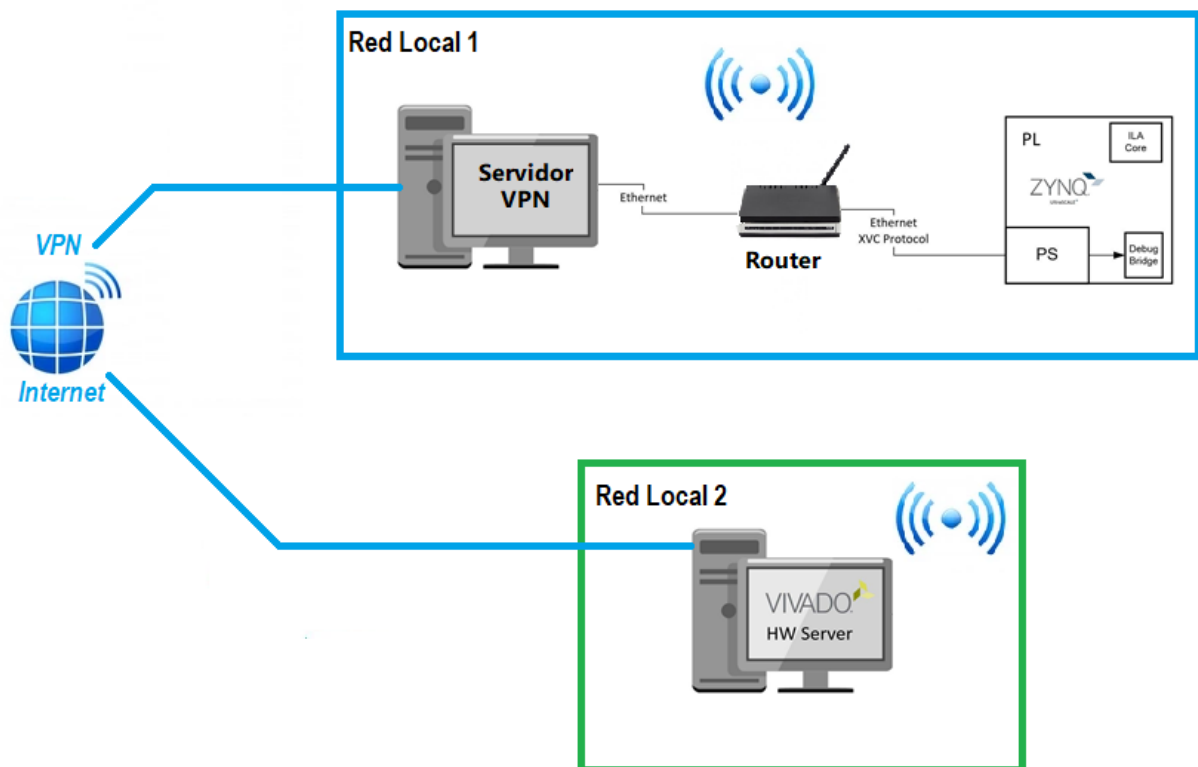 Red Local 1
Servidor
VPN
Ethernet
Router
Ethernet
XVC Protocol
PL
ILA
Core
ZYNQ
PS
Debug
Bridge
VPN
Internet
Red Local 2
VIVADO
HW Server